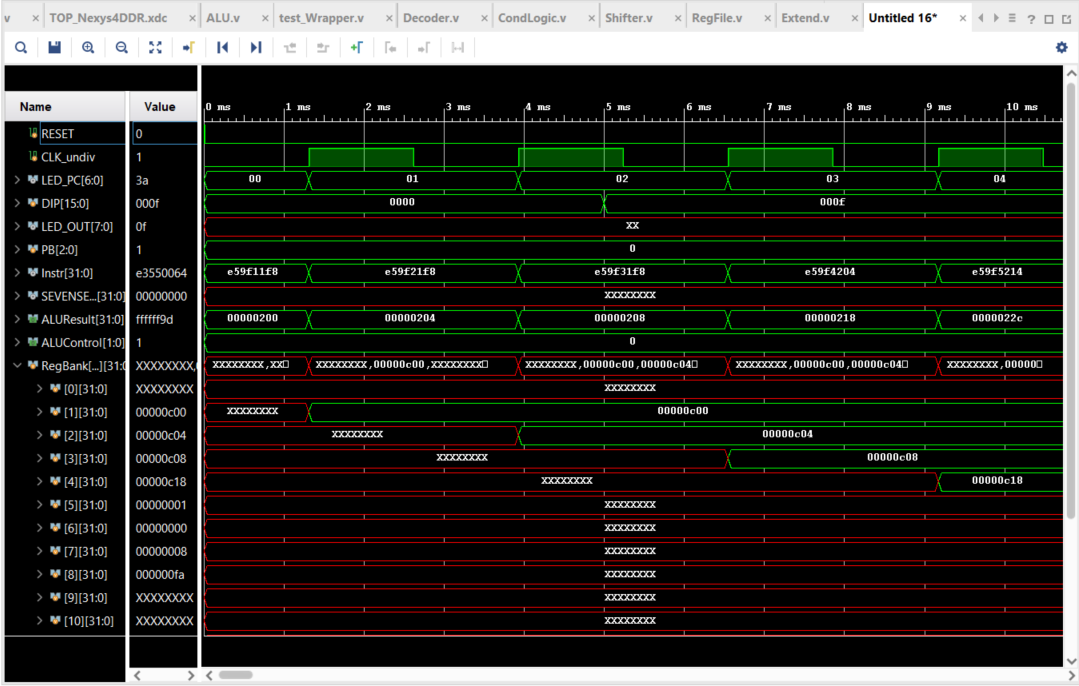 v TOP_Nexys4DDR.xdc ALU.v test_Wrapper.v Decoder.v CondLogic.v Shifter.v RegFile.v Extend.v Untitled 16*
Name Value 0 ms 1 ms 2 ms 3 ms 4 ms 5 ms 6 ms 7 ms 8 ms 9 ms 10 ms
RESET 0
CLK_undiv 1
LED_PC[6:0] 3a 00 01 02 03 04
DIP[15:0] 000f 0000 000f
LED_OUT[7:0] 0f xx
PB[2:0] 1 0
Instr[31:0] e3550064 e59f11f8 e59f21f8 e59f31f8 e59f4204 e59f5214
SEVENSE...[31:0] 00000000 xxxxxxxx
ALUResult[31:0] ffffff9d 00000200 00000204 00000208 00000218 0000022c
ALUControl[1:0] 1 0
RegBank[...][31:0 XXXXXXXX, xxxxxxxx,xx xxxxxxxx,00000c00,xxxxxxxx xxxxxxxx,00000c00,00000c04 xxxxxxxx,00000c00,00000c04 xxxxxxxx,00000
[0][31:0] XXXXXXXX xxxxxxxx
[1][31:0] 00000c00 xxxxxxxx 00000c00
[2][31:0] 00000c04 xxxxxxxx 00000c04
[3][31:0] 00000c08 xxxxxxxx 00000c08
[4][31:0] 00000c18 xxxxxxxx 00000c18
[5][31:0] 00000001 xxxxxxxx
[6][31:0] 00000000 xxxxxxxx
[7][31:0] 00000008 xxxxxxxx
[8][31:0] 000000fa xxxxxxxx
[9][31:0] XXXXXXXX xxxxxxxx
[10][31:0] XXXXXXXX xxxxxxxx